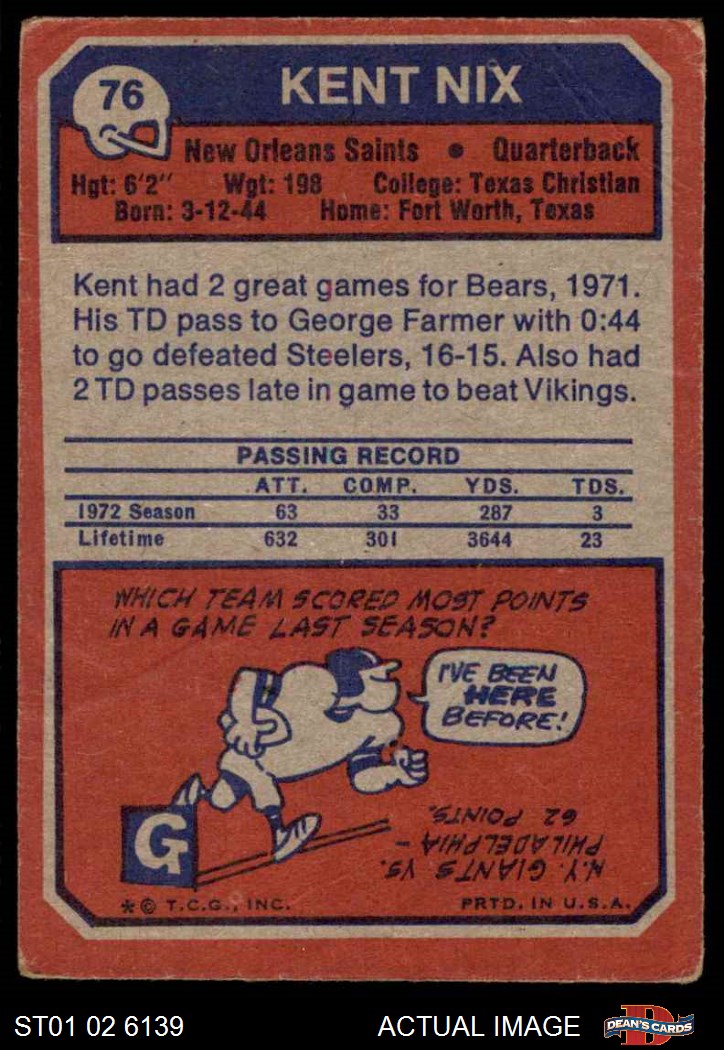 76
KENT NIX
New Orleans Saints • Quarterback
Hgt: 6'2" Wgt: 198 College: Texas Christian
Born: 3-12-44 Home: Fort Worth, Texas
Kent had 2 great games for Bears, 1971.
His TD pass to George Farmer with 0:44
to go defeated Steelers, 16-15. Also had
2 TD passes late in game to beat Vikings.
PASSING RECORD
ATT. COMP. YDS. TDS.
1972 Season 63 33 287 3
Lifetime 632 301 3644 23
WHICH TEAM SCORED MOST POINTS
IN A GAME LAST SEASON?
I'VE BEEN
HERE
BEFORE!
G
N.Y. GIANTS VS.
PHILADELPHIA –
62 POINTS.
* © T.C.G., INC. PRTD. IN U.S.A.
ST01 02 6139 ACTUAL IMAGE
D
DEAN'S CARDS